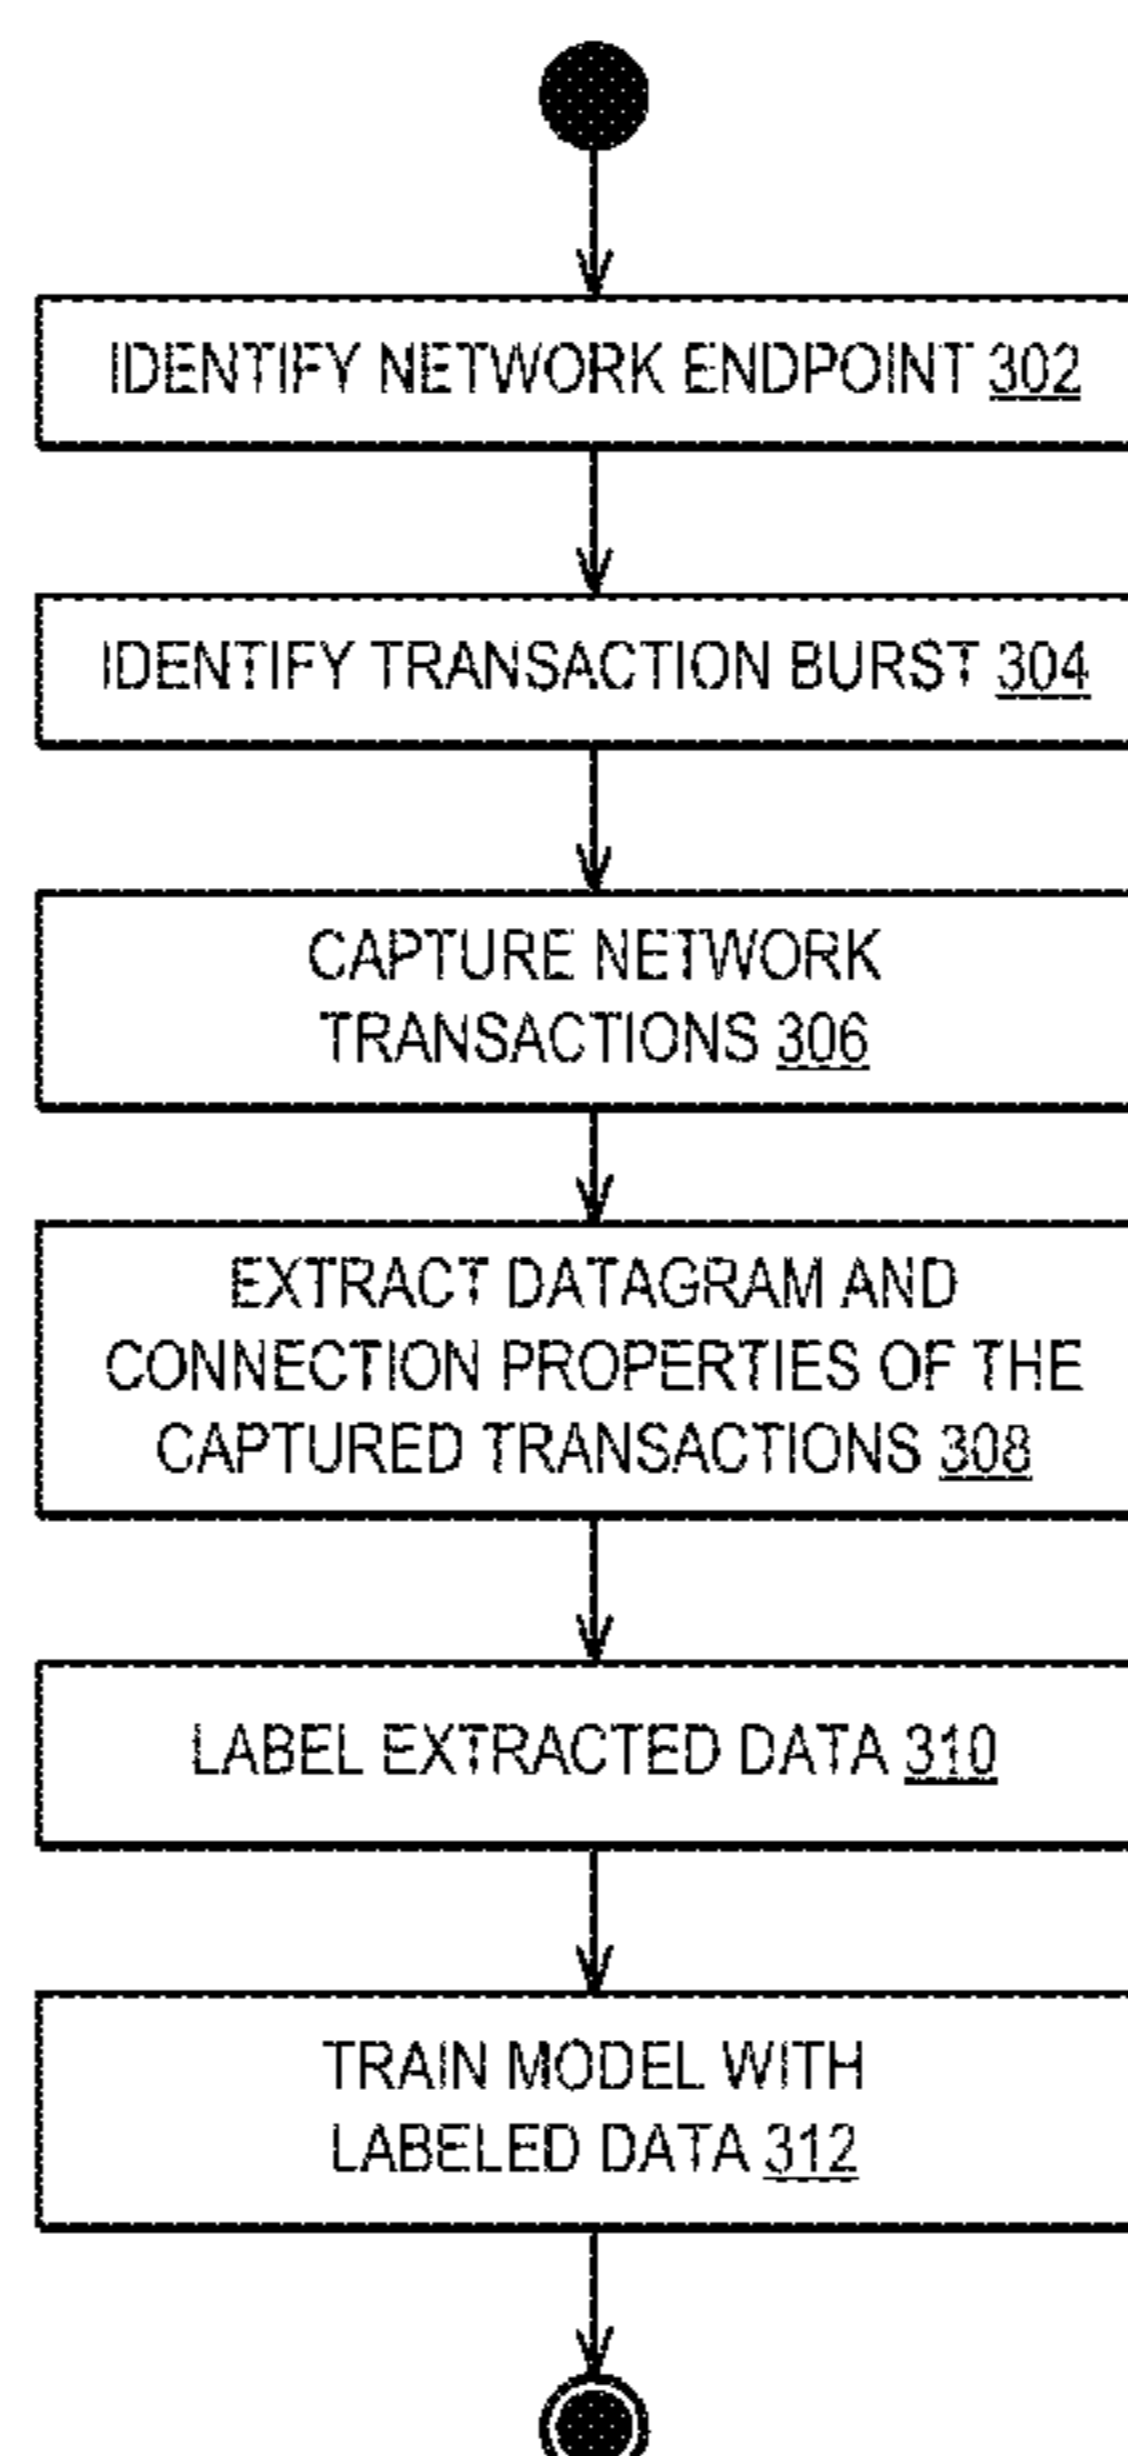 IDENTIFY NETWORK ENDPOINT 302
IDENTIFY TRANSACTION BURST 304
CAPTURE NETWORK
TRANSACTIONS 306
EXTRACT DATAGRAM AND
CONNECTION PROPERTIES OF THE
CAPTURED TRANSACTIONS 308
LABEL EXTRACTED DATA 310
TRAIN MODEL WITH
LABELED DATA 312